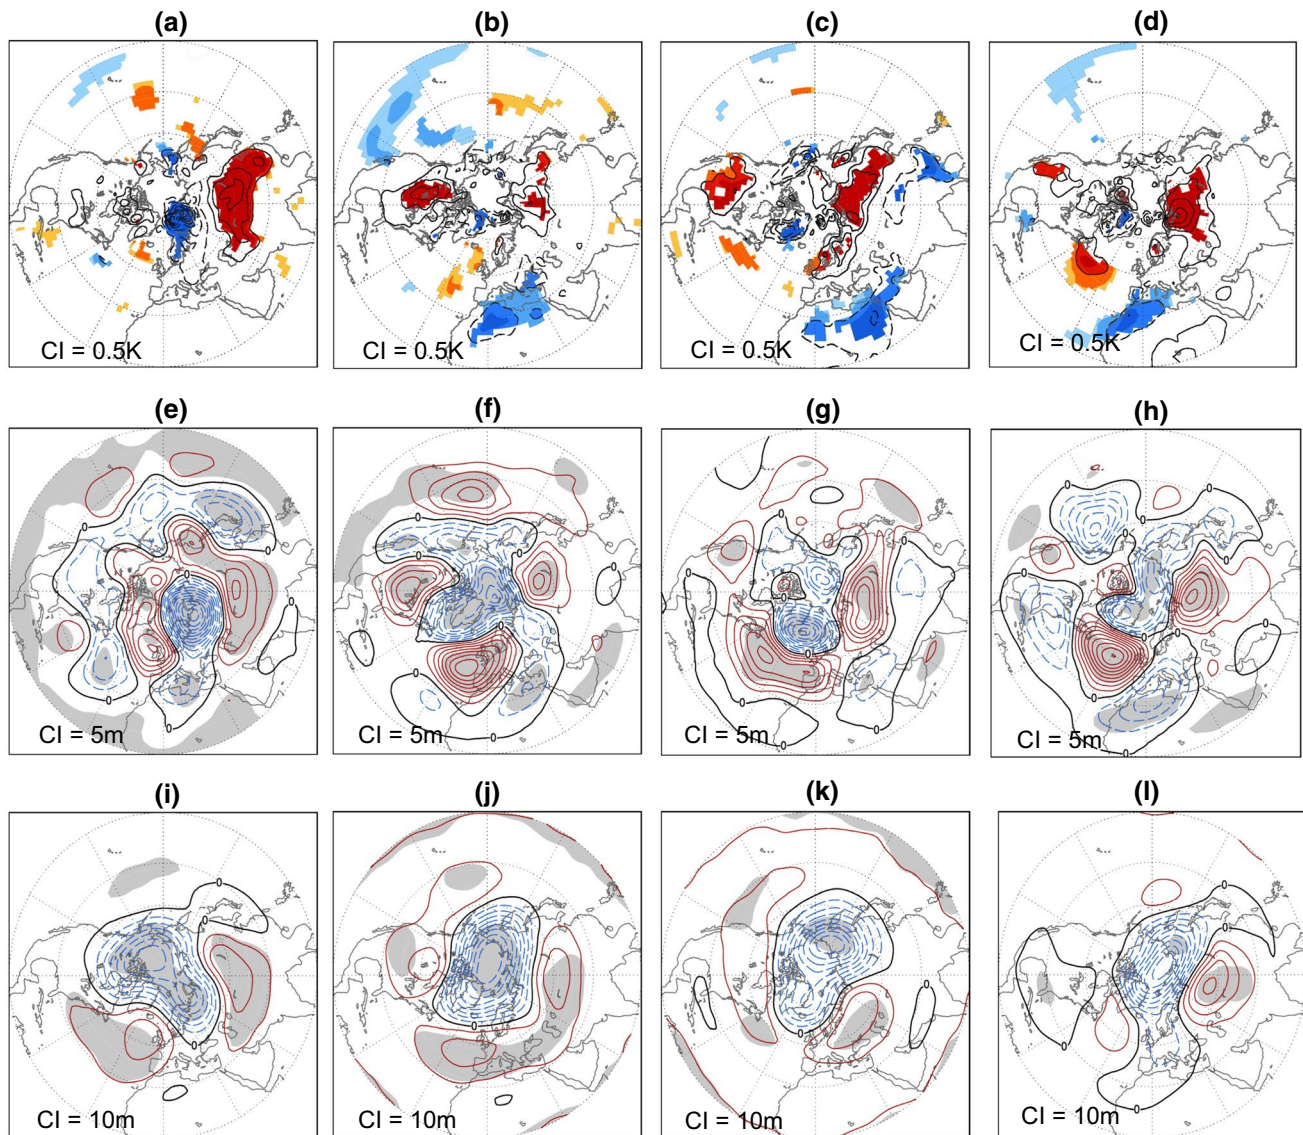 (a) (b) (c) (d)
CI = 0.5K CI = 0.5K CI = 0.5K CI = 0.5K
(e) (f) (g) (h)
CI = 5m CI = 5m CI = 5m CI = 5m
(i) (j) (k) (l)
CI = 10m CI = 10m CI = 10m CI = 10m